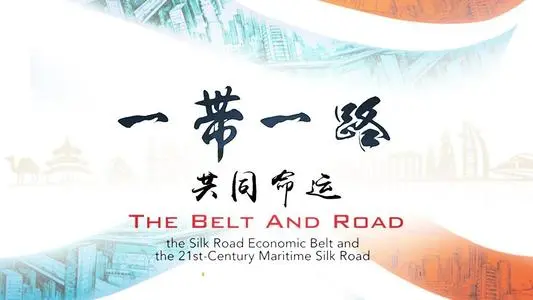 一带一路
共同命运
THE BELT AND ROAD
the Silk Road Economic Belt and
the 21st-Century Maritime Silk Road